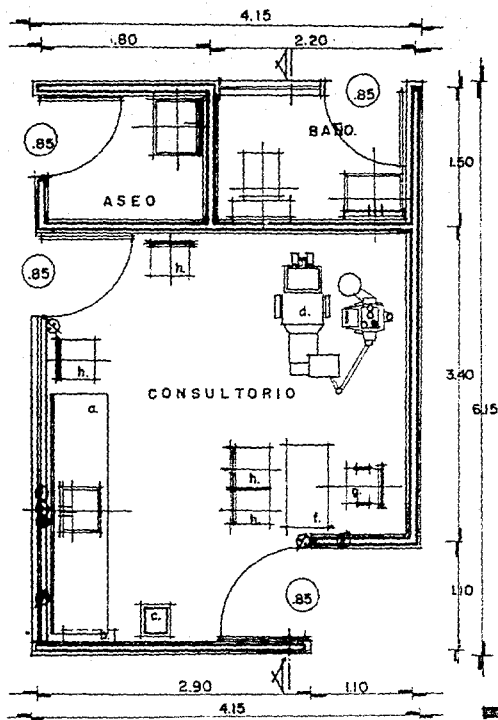 4.15
.80 2.20
.85
.85
BAÑO.
1.50
ASEO
.85
h.
d.
h.
3.40
6.15
a.
CONSULTORIO
h.
g.
h.
f.
1.10
.85
c.
2.90 1.10
4.15